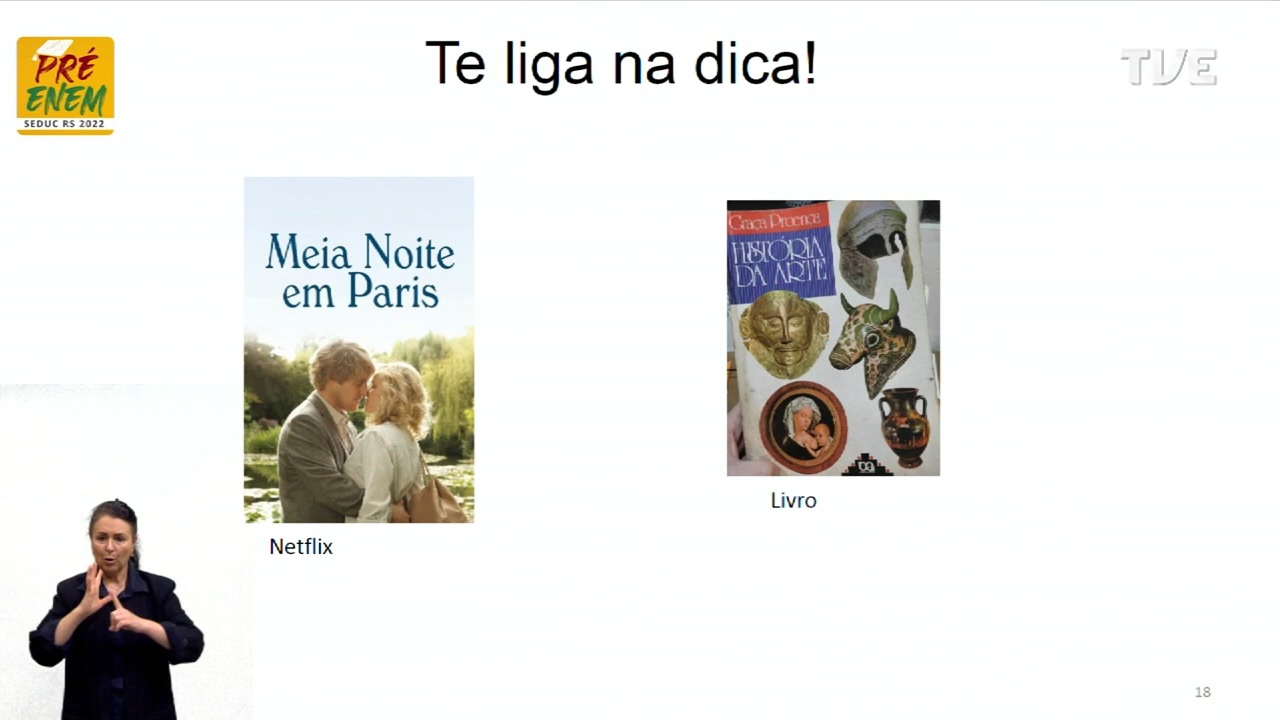 Te liga na dica!
PRÉ
ENEM
SEDUC RS 2022
TVE
Meia Noite
em Paris
Graça Proença
HISTÓRIA
DA ARTE
Livro
Netflix
18